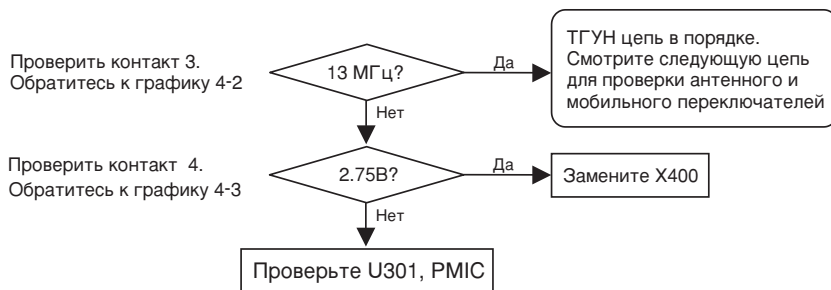 Проверить контакт 3.
Обратитесь к графику 4-2
13 МГц?
Да
ТГУН цепь в порядке.
Смотрите следующую цепь
для проверки антенного и
мобильного переключателей
Нет
Проверить контакт 4.
Обратитесь к графику 4-3
2.75В?
Да
Замените X400
Нет
Проверьте U301, PMIC